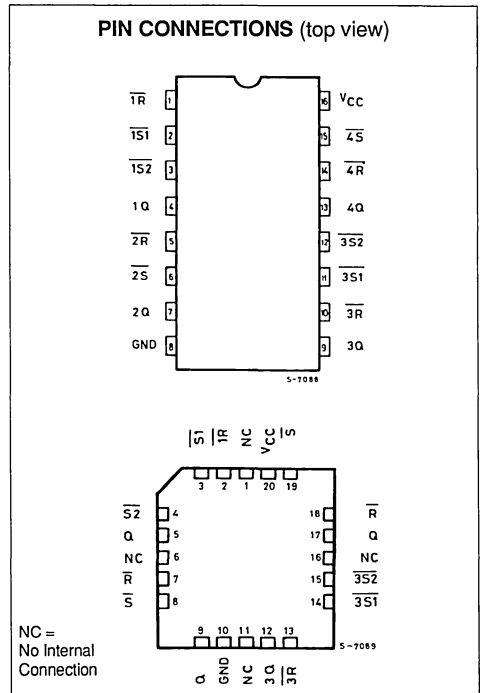 PIN CONNECTIONS (top view)
1R̅ 1 16 VCC
1S1̅ 2 15 4S̅
1S2̅ 3 14 4R̅
1Q 4 13 4Q
2R̅ 5 12 3S2̅
2S̅ 6 11 3S1̅
2Q 7 10 3R̅
GND 8 9 3Q
S-7088
S1̅ 1R̅ NC VCC S̅
3 2 1 20 19
S2̅ 4 18 R̅
Q 5 17 Q
NC 6 16 NC
R̅ 7 15 3S2̅
S̅ 8 14 3S1̅
9 10 11 12 13
S-7089
Q GND NC 3Q 3R̅
NC =
No Internal
Connection